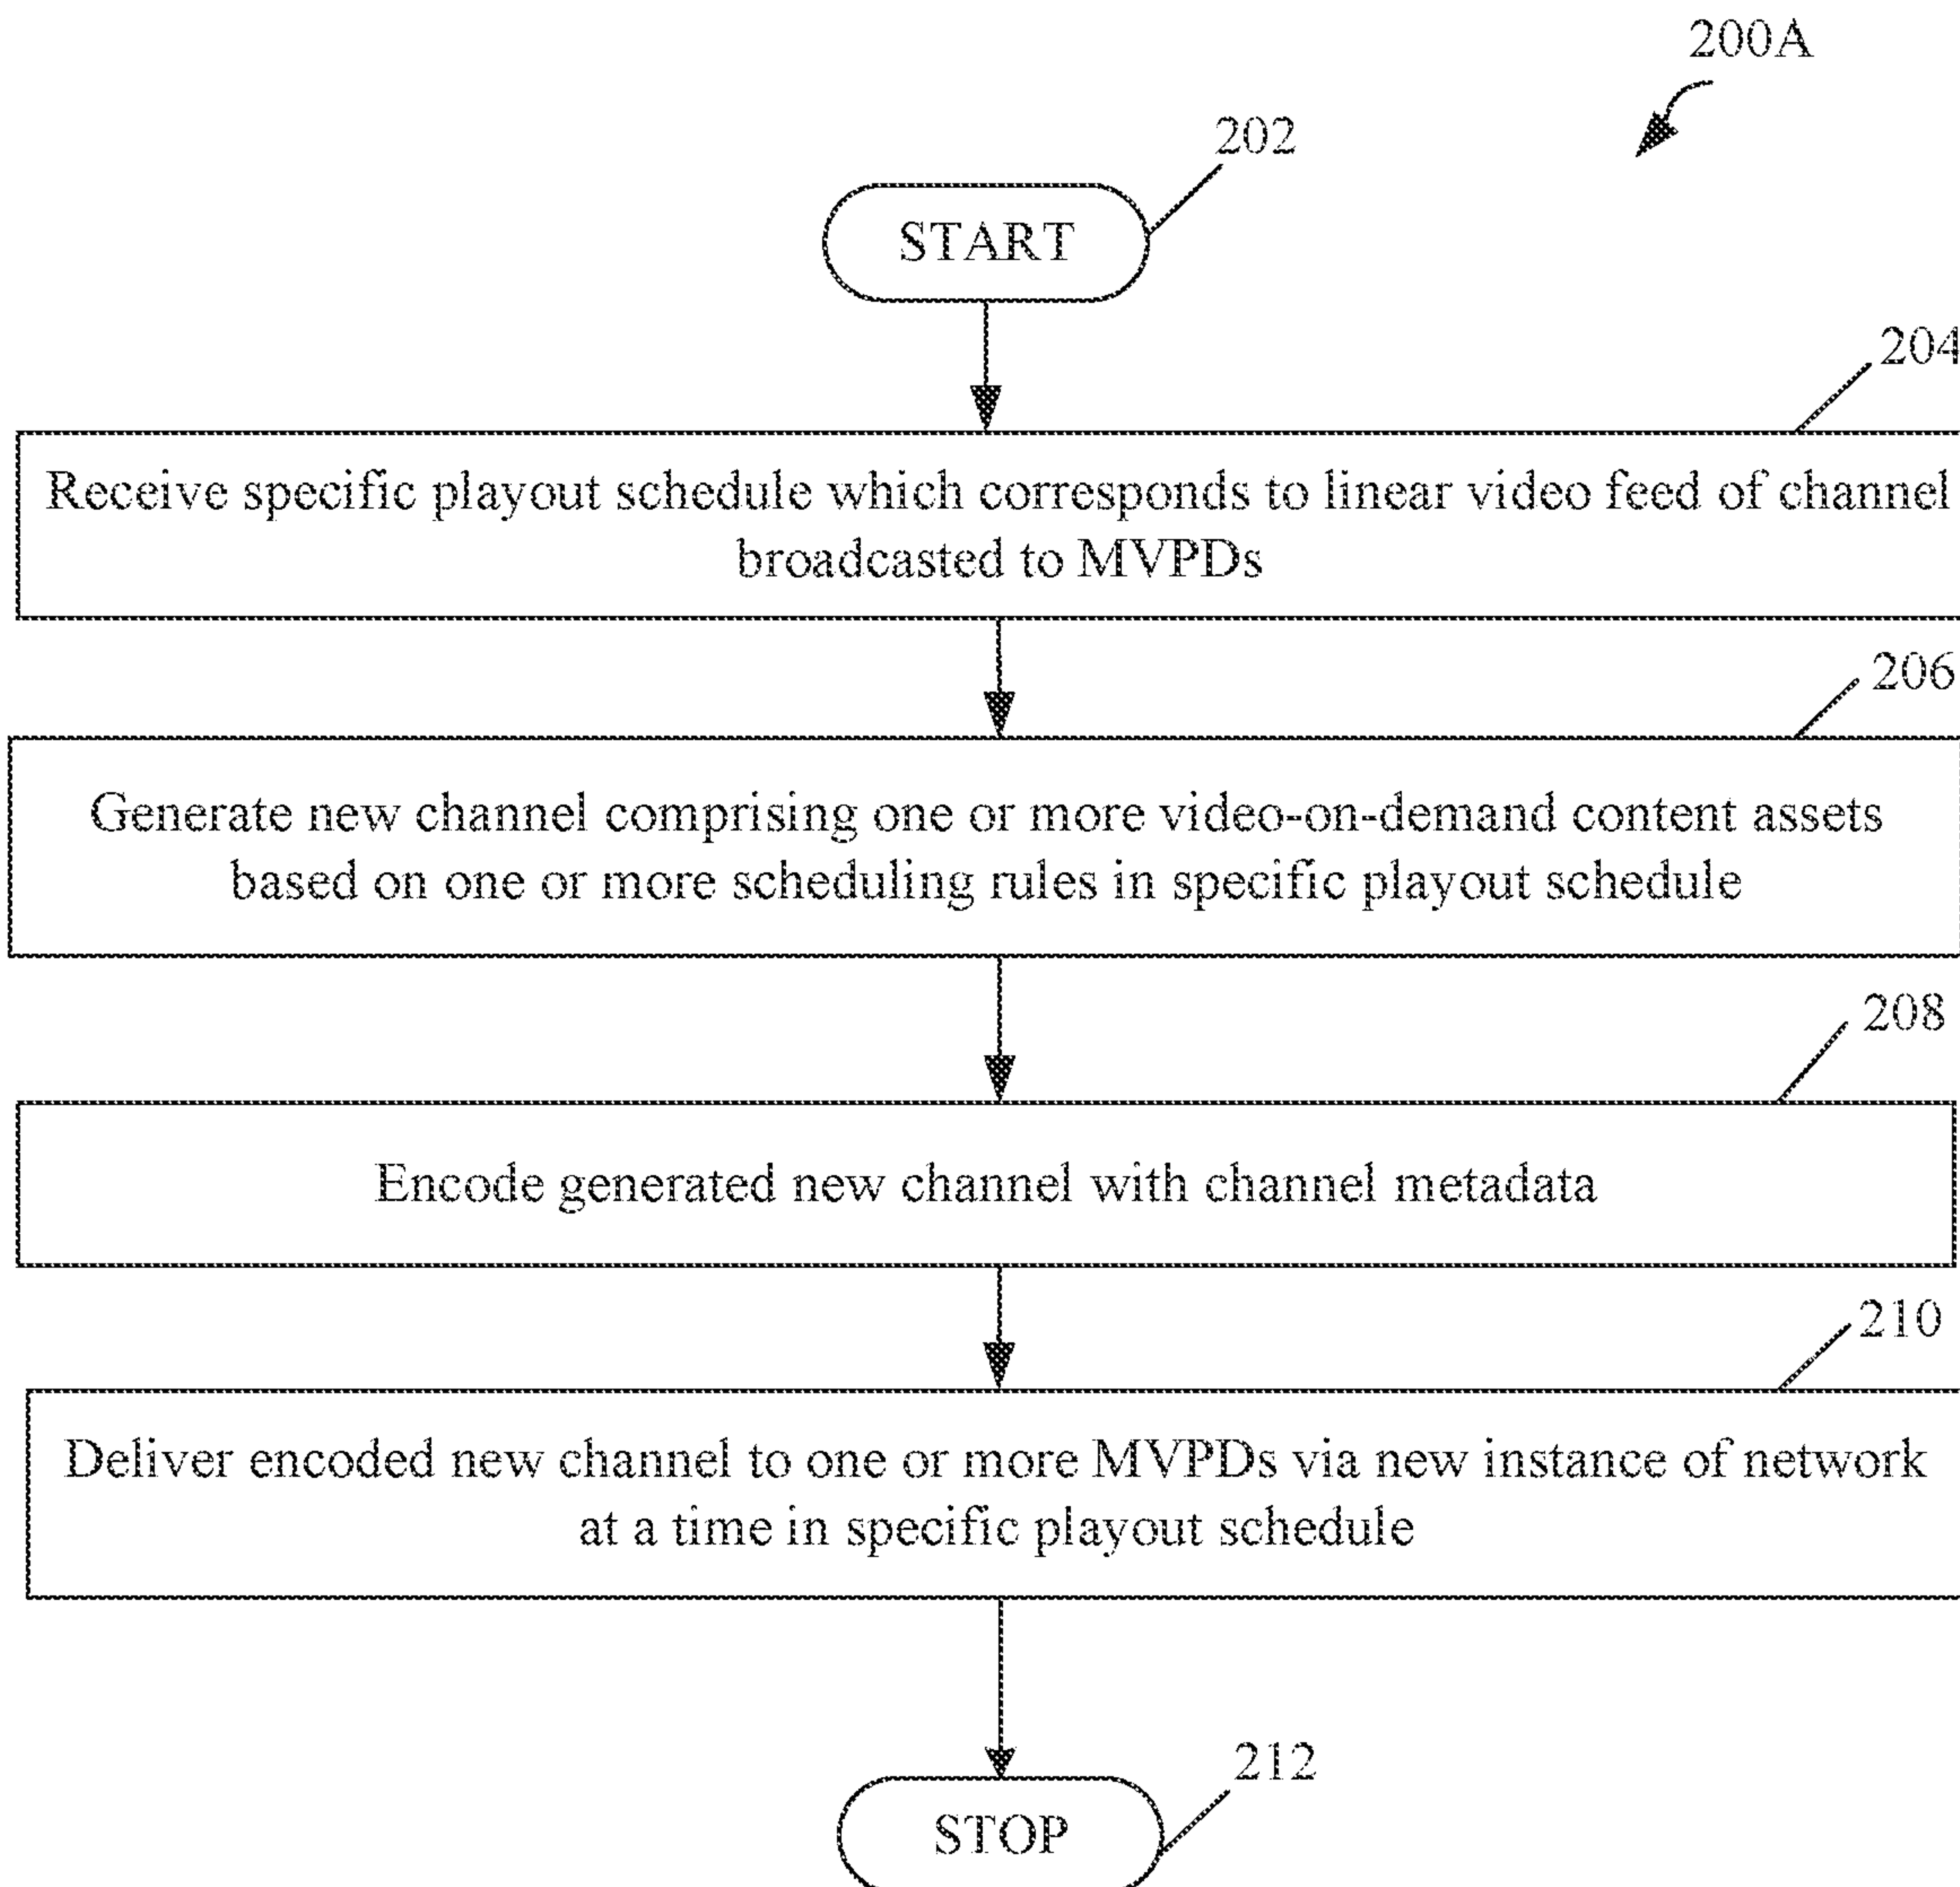 200A
202
START
204
Receive specific playout schedule which corresponds to linear video feed of channel
broadcasted to MVPDs
206
Generate new channel comprising one or more video-on-demand content assets
based on one or more scheduling rules in specific playout schedule
208
Encode generated new channel with channel metadata
210
Deliver encoded new channel to one or more MVPDs via new instance of network
at a time in specific playout schedule
212
STOP